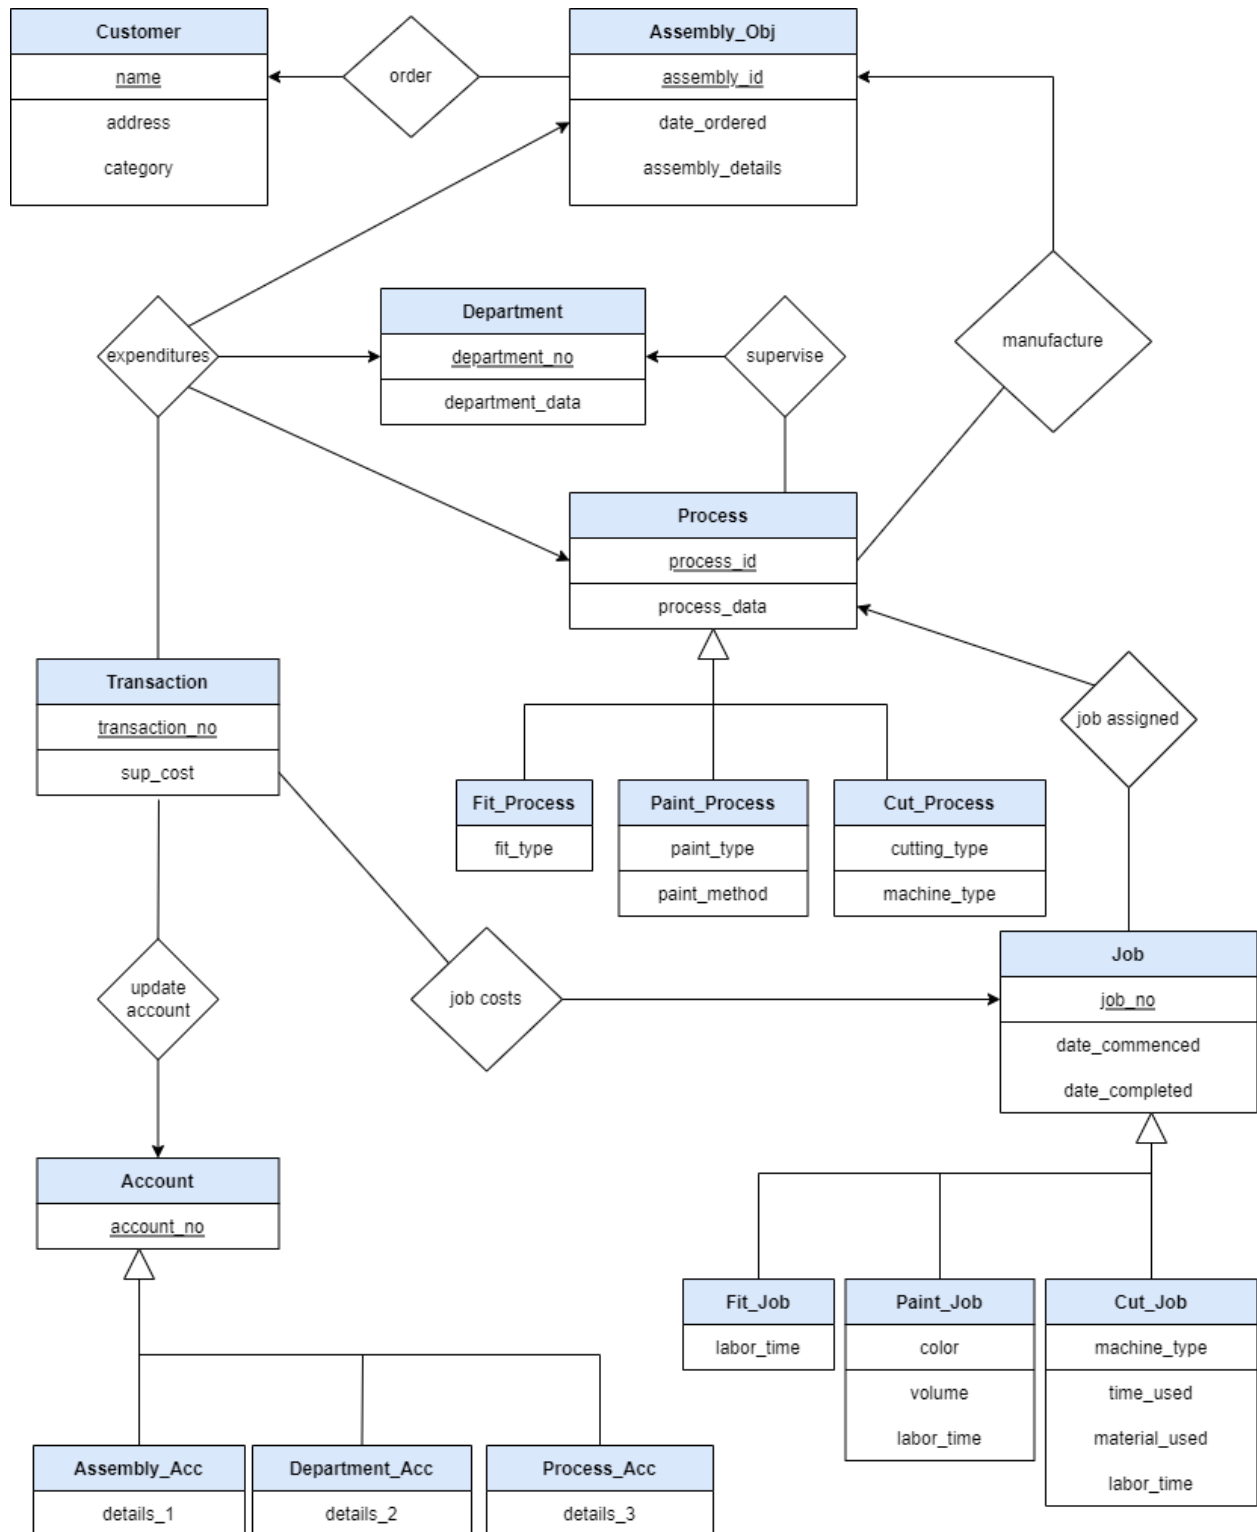 Customer
name
address
category
order
Assembly_Obj
assembly_id
date_ordered
assembly_details
expenditures
Department
department_no
department_data
supervise
manufacture
Process
process_id
process_data
Transaction
transaction_no
sup_cost
job assigned
Fit_Process
fit_type
Paint_Process
paint_type
paint_method
Cut_Process
cutting_type
machine_type
update
account
job costs
Job
job_no
date_commenced
date_completed
Account
account_no
Fit_Job
labor_time
Paint_Job
color
volume
labor_time
Cut_Job
machine_type
time_used
material_used
labor_time
Assembly_Acc
details_1
Department_Acc
details_2
Process_Acc
details_3